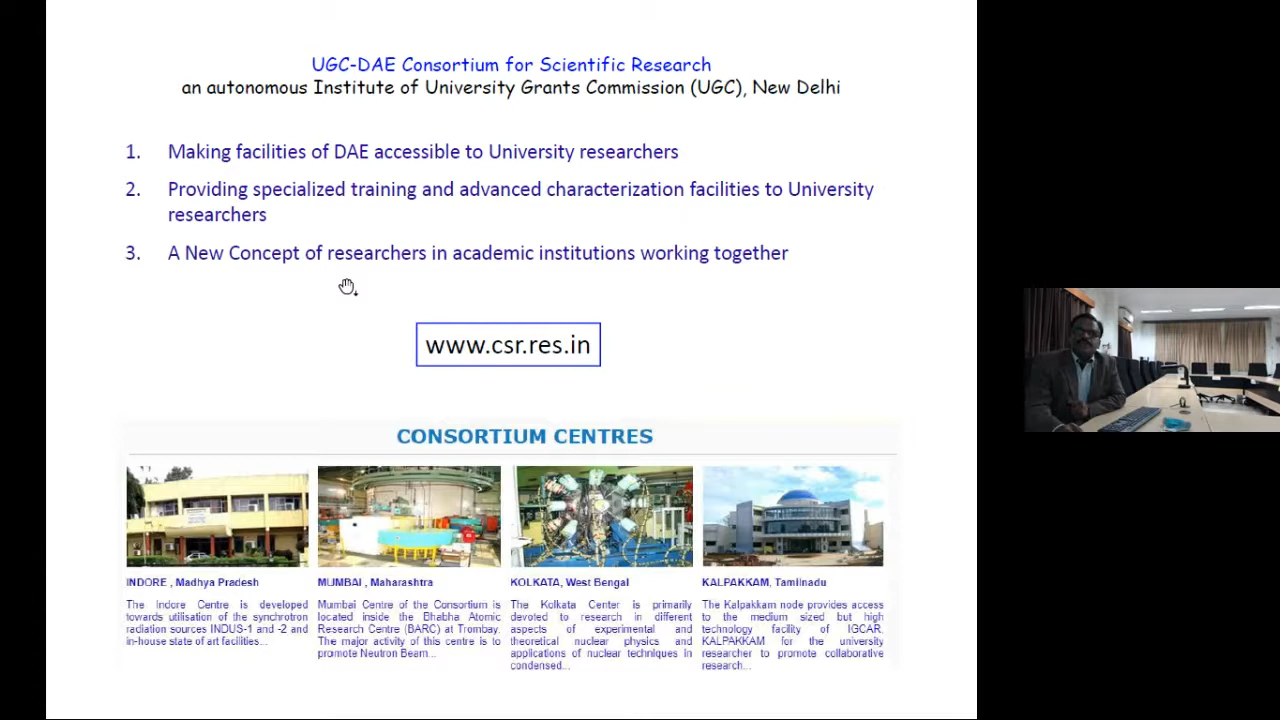 UGC-DAE Consortium for Scientific Research
an autonomous Institute of University Grants Commission (UGC), New Delhi
1. Making facilities of DAE accessible to University researchers
2. Providing specialized training and advanced characterization facilities to University
researchers
3. A New Concept of researchers in academic institutions working together
www.csr.res.in
CONSORTIUM CENTRES
INDORE , Madhya Pradesh
The Indore Centre is developed
towards utilisation of the synchrotron
radiation sources INDUS-1 and -2 and
in-house state of art facilities...
MUMBAI , Maharashtra
Mumbai Centre of the Consortium is
located inside the Bhabha Atomic
Research Centre (BARC) at Trombay.
The major activity of this centre is to
promote Neutron Beam...
KOLKATA, West Bengal
The Kolkata Center is primarily
devoted to research in different
aspects of experimental and
theoretical nuclear physics and
applications of nuclear techniques in
condensed...
KALPAKKAM, Tamilnadu
The Kalpakkam node provides access
to the medium sized but high
technology facility of IGCAR,
KALPAKKAM for the university
researcher to promote collaborative
research...